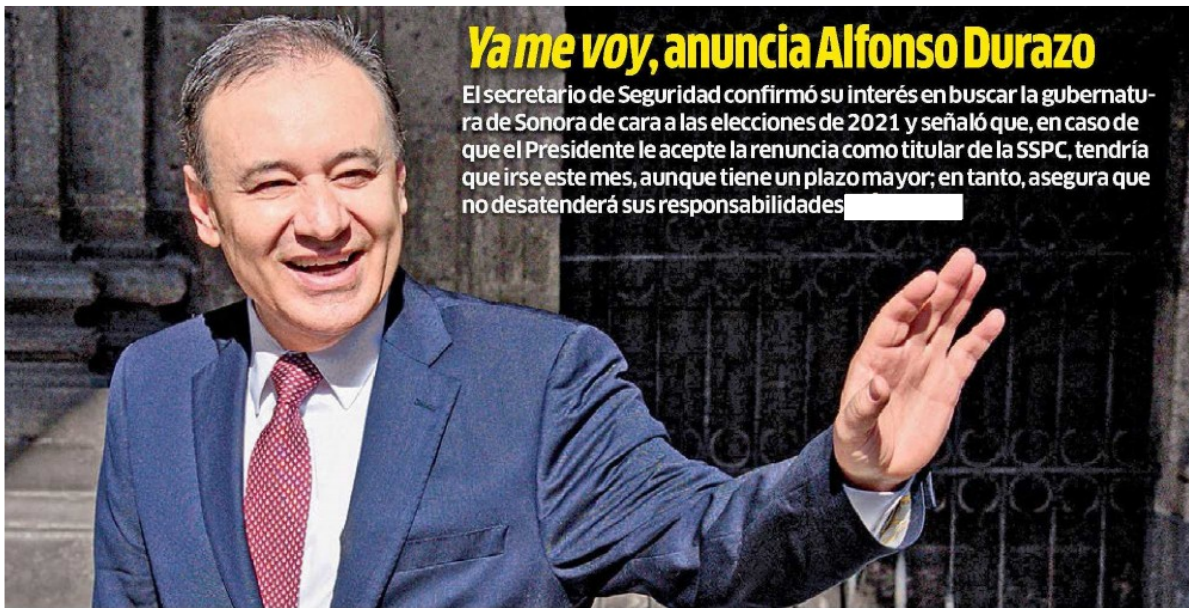 Ya me voy, anuncia Alfonso Durazo
El secretario de Seguridad confirmó su interés en buscar la gubernatu-
ra de Sonora de cara a las elecciones de 2021 y señaló que, en caso de
que el Presidente le acepte la renuncia como titular de la SSPC, tendría
que irse este mes, aunque tiene un plazo mayor; en tanto, asegura que
no desatenderá sus responsabilidades